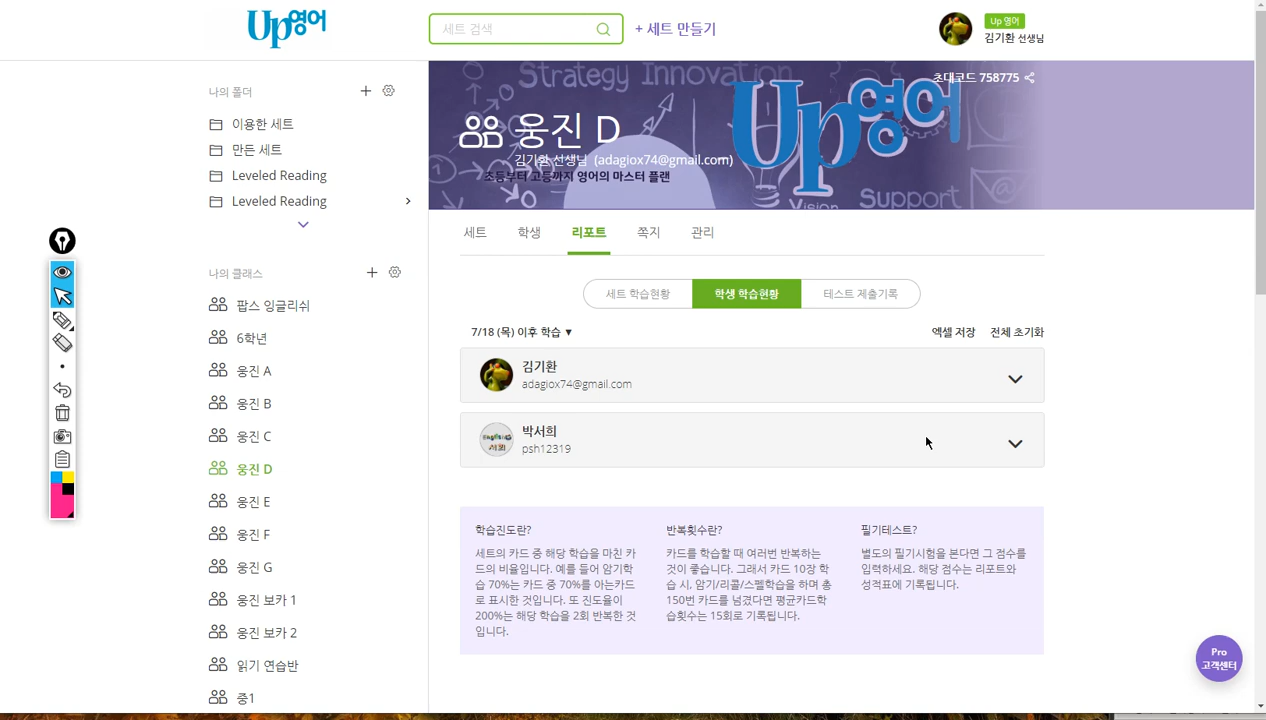 Up영어
세트 검색
+ 세트 만들기
Up 영어
김기환 선생님
나의 폴더
이용한 세트
만든 세트
Leveled Reading
Leveled Reading
나의 클래스
팝스 잉글리쉬
6학년
웅진 A
웅진 B
웅진 C
웅진 D
웅진 E
웅진 F
웅진 G
웅진 보카 1
웅진 보카 2
읽기 연습반
중1
Strategy Innovation
초대코드 758775
Up영어
웅진 D
김기환 선생님 (adagiox74@gmail.com)
초등부터 고등까지 영어의 마스터 플랜
Vision
Support
세트 학생 리포트 쪽지 관리
세트 학습현황 학생 학습현황 테스트 제출기록
7/18 (목) 이후 학습 ▼ 엑셀 저장 전체 초기화
김기환
adagiox74@gmail.com
박서희
psh12319
학습진도란?
세트의 카드 중 해당 학습을 마친 카
드의 비율입니다. 예를 들어 암기학
습 70%는 카드 중 70%를 아는카드
로 표시한 것입니다. 또 진도율이
200%는 해당 학습을 2회 반복한 것
입니다.
반복횟수란?
카드를 학습할 때 여러번 반복하는
것이 좋습니다. 그래서 카드 10장 학
습 시, 암기/리콜/스펠학습을 하며 총
150번 카드를 넘겼다면 평균카드학
습횟수는 15회로 기록됩니다.
필기테스트?
별도의 필기시험을 본다면 그 점수를
입력하세요. 해당 점수는 리포트와
성적표에 기록됩니다.
Pro
고객센터